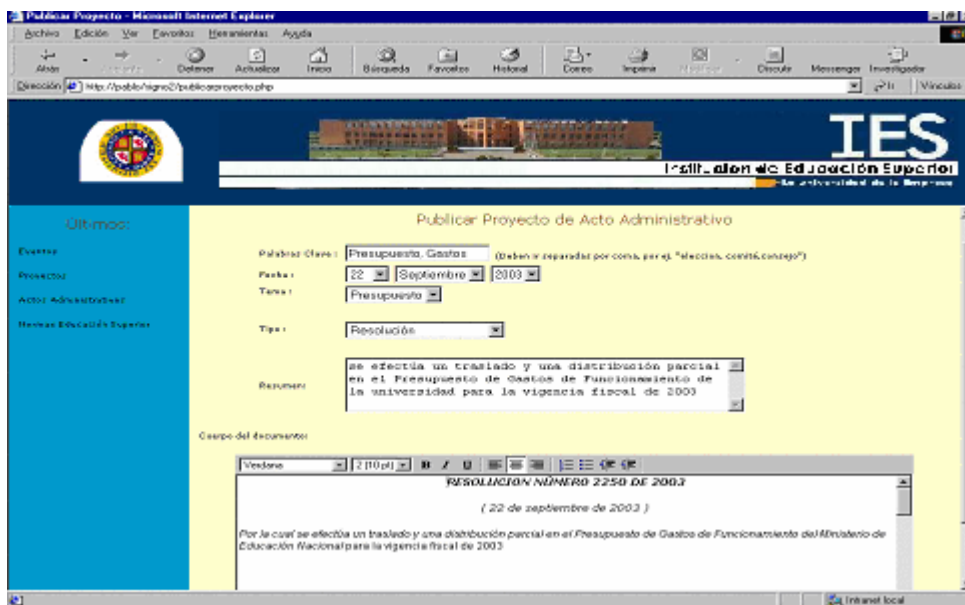 Publicar Proyecto - Microsoft Internet Explorer
Archivo Edición Ver Favoritos Herramientas Ayuda
Atrás Detener Actualizar Inicio Búsqueda Favoritos Historial Correo Imprimir Modificar Discutir Messenger Investigador
Dirección http://pablo/signo2/publicarproyecto.php Ir Vínculos
IES
Institucion de Educación Superior
La universidad de la Empresa
Últimos:
Eventos
Proyectos
Actos Administrativos
Normas Educación Superior
Publicar Proyecto de Acto Administrativo
Palabras Clave: Presupuesto, Gastos (Deben ir separadas por coma, por ej. "eleccion, comité,consejo")
Fecha: 22 Septiembre 2003
Tema: Presupuesto
Tipo: Resolución
Resumen:
se efectúa un traslado y una distribución parcial
en el Presupuesto de Gastos de Funcionamiento de
la universidad para la vigencia fiscal de 2003
Cuerpo del documento:
Verdana 2 (10 pt) B I U
RESOLUCION NÚMERO 2250 DE 2003
( 22 de septiembre de 2003 )
Por la cual se efectúa un traslado y una distribución parcial en el Presupuesto de Gastos de Funcionamiento del Ministerio de
Educación Nacional para la vigencia fiscal de 2003
Intranet local